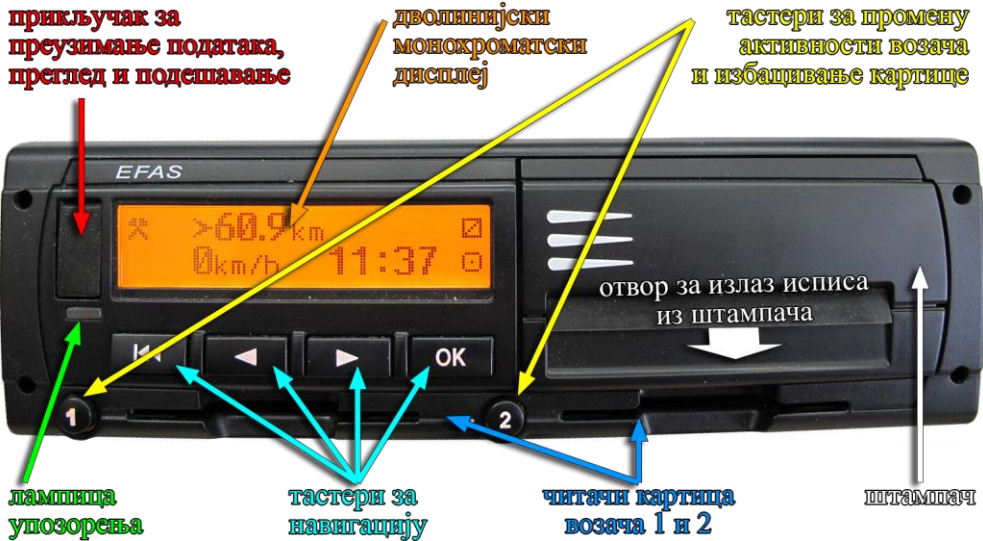 прикључак за
преузимање података,
преглед и подешавање
дволинијски
монохроматски
дисплеј
тастери за промену
активности возача
и избацивање картице
EFAS
>60.9km
0km/h 11:37
отвор за излаз исписа
из штампача
OK
1
2
лампица
упозорења
тастери за
навигацију
читачи картица
возача 1 и 2
штампач